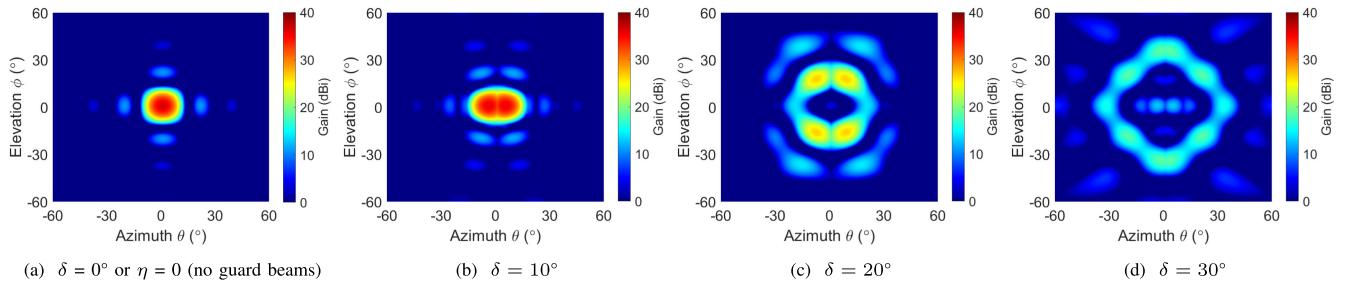 60
30
0
-30
-60
-60 -30 0 30 60
Elevation ϕ (°)
Azimuth θ (°)
40
30
20
10
0
Gain (dBi)
(a) δ = 0° or η = 0 (no guard beams)
60
30
0
-30
-60
-60 -30 0 30 60
Elevation ϕ (°)
Azimuth θ (°)
40
30
20
10
0
Gain (dBi)
(b) δ = 10°
60
30
0
-30
-60
-60 -30 0 30 60
Elevation ϕ (°)
Azimuth θ (°)
40
30
20
10
0
Gain (dBi)
(c) δ = 20°
60
30
0
-30
-60
-60 -30 0 30 60
Elevation ϕ (°)
Azimuth θ (°)
40
30
20
10
0
Gain (dBi)
(d) δ = 30°